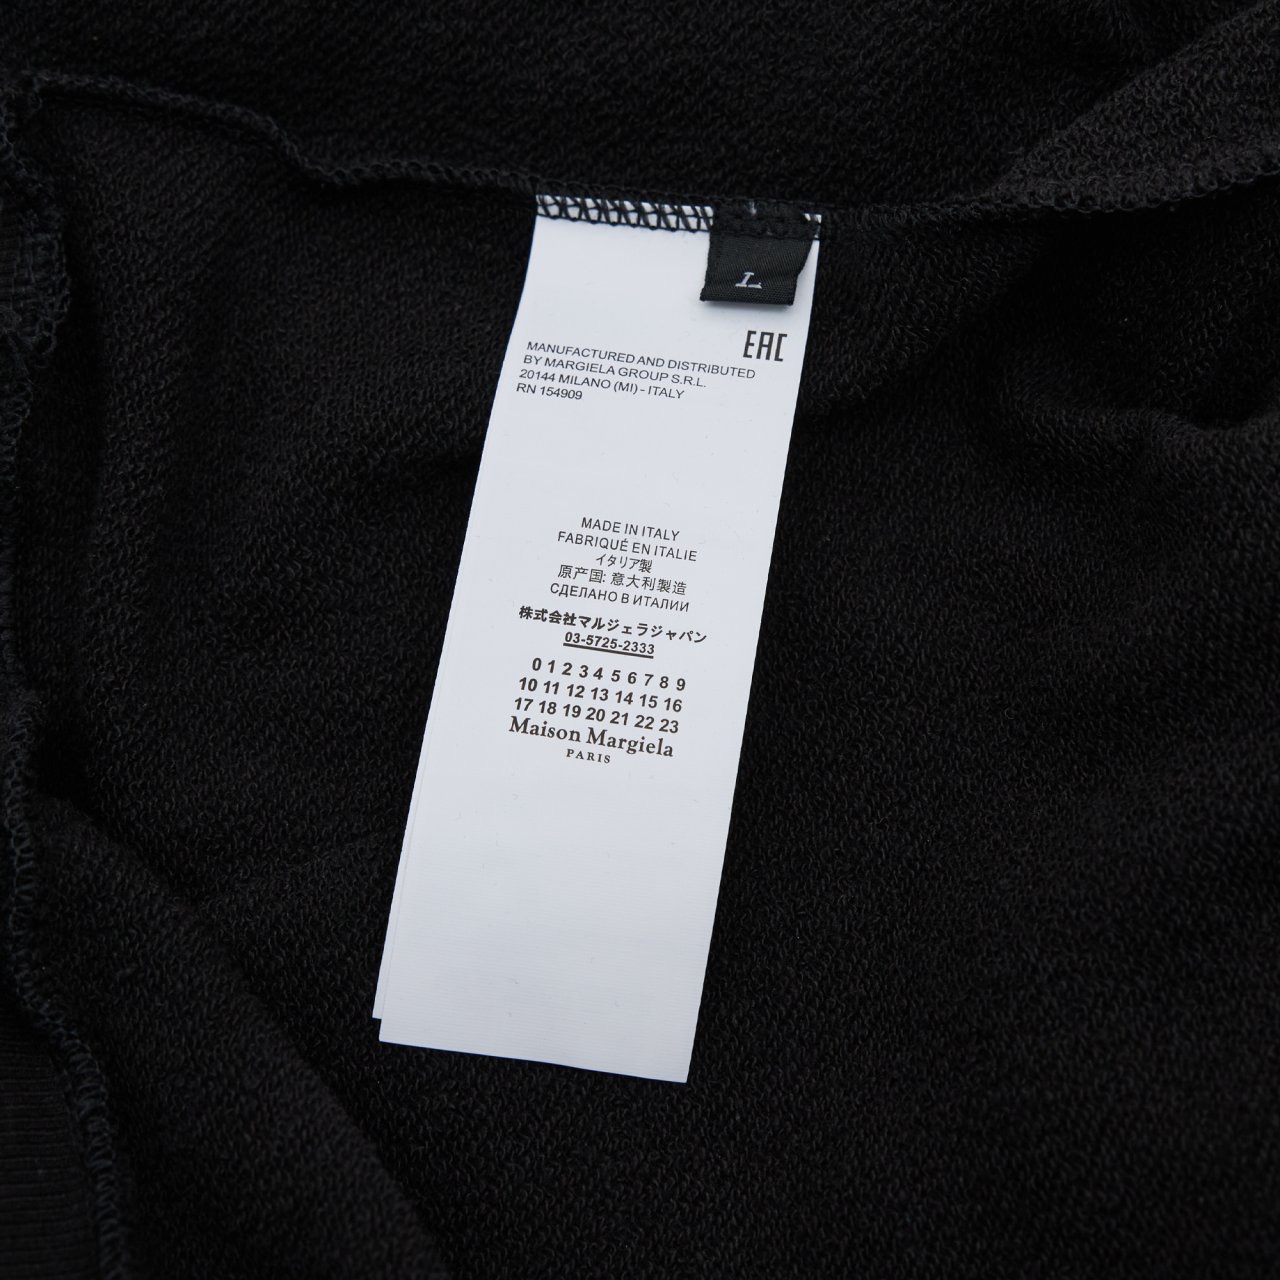 L
EAC
MANUFACTURED AND DISTRIBUTED
BY MARGIELA GROUP S.R.L.
20144 MILANO (MI) - ITALY
RN 154909
MADE IN ITALY
FABRIQUÉ EN ITALIE
イタリア製
原产国: 意大利製造
СДЕЛАНО В ИТАЛИИ
株式会社マルジェラジャパン
03-5725-2333
0 1 2 3 4 5 6 7 8 9
10 11 12 13 14 15 16
17 18 19 20 21 22 23
Maison Margiela
PARIS